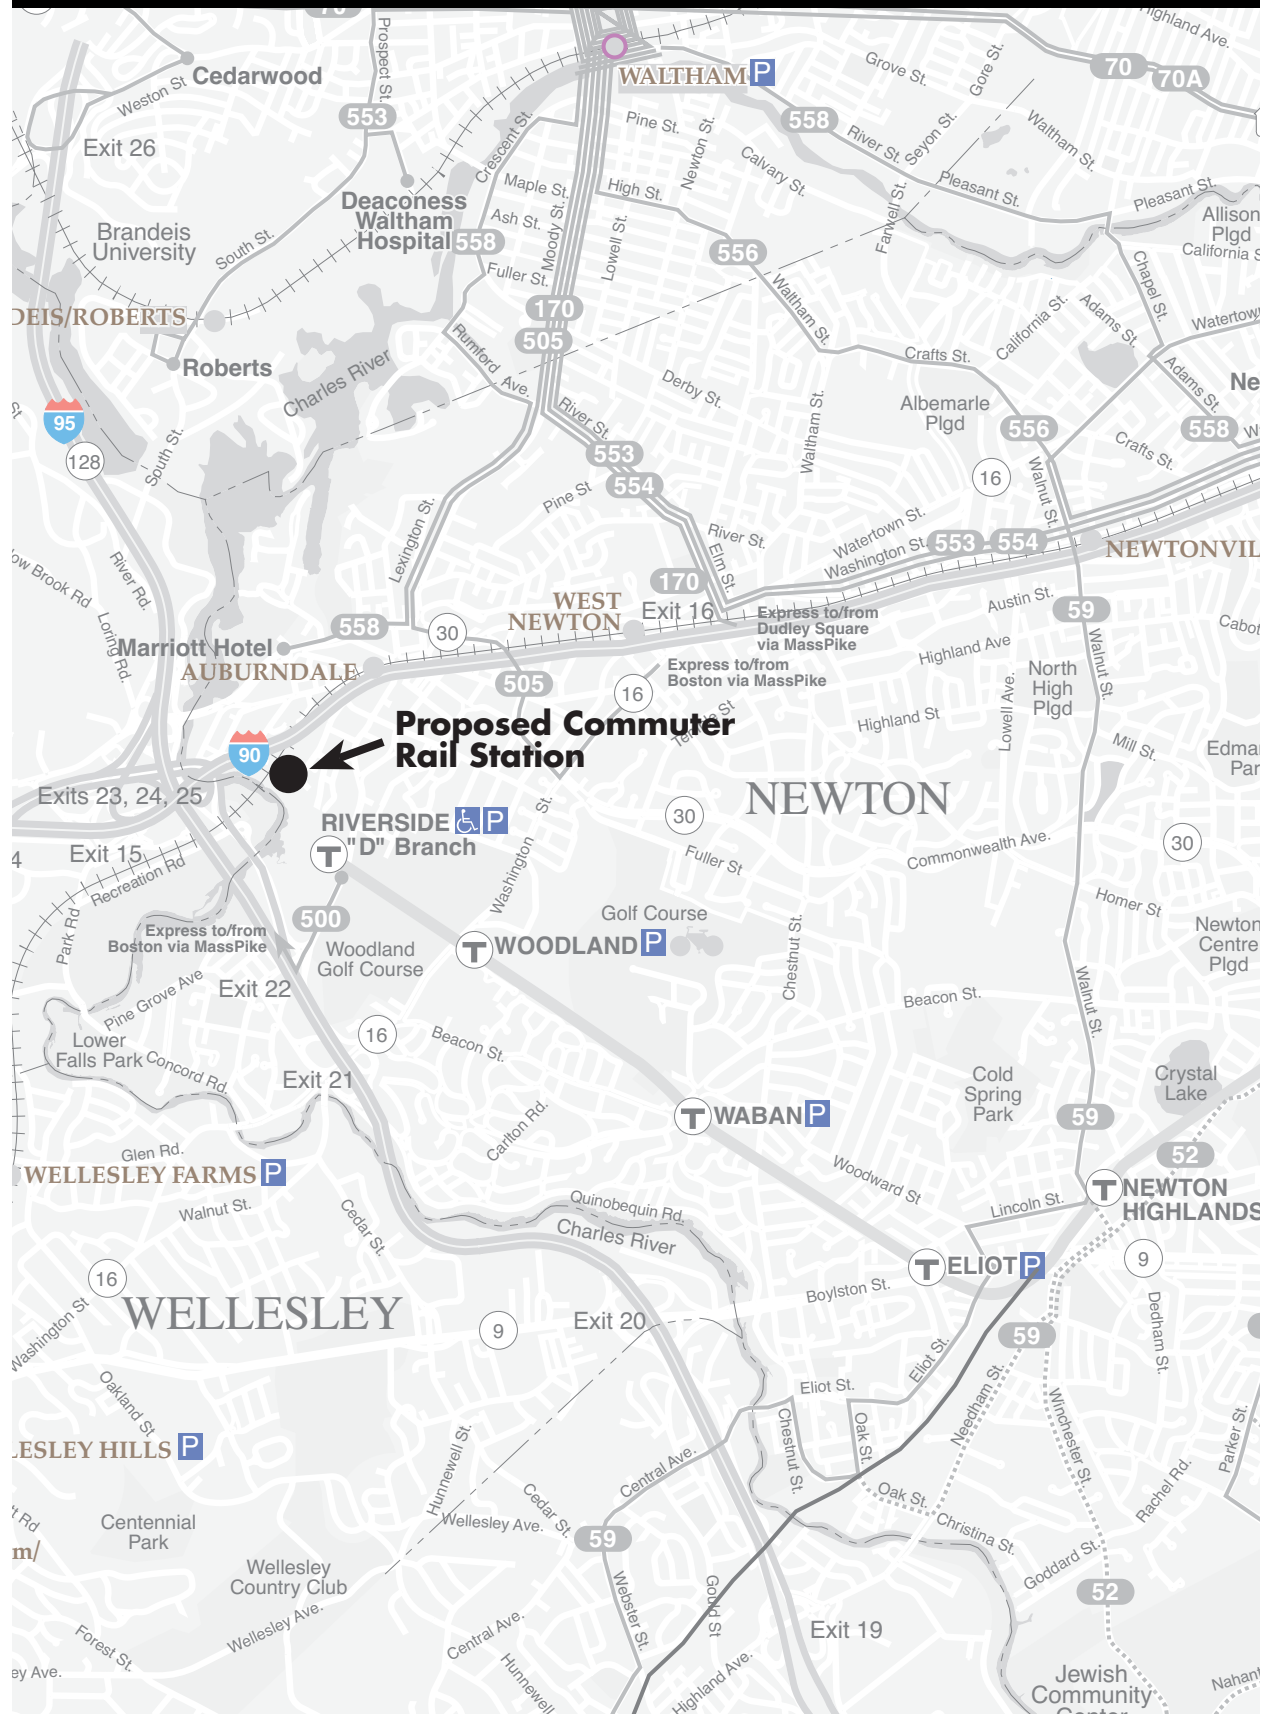 Highland Ave.
Prospect St.
Cedarwood
Weston St
WALTHAM P
Grove St.
Gore St.
70
70A
553
Crescent St.
Pine St.
558
River St.
Seyon St.
Waltham St.
Exit 26
Newton St.
Calvary St.
Maple St.
High St.
Pleasant St.
Pleasant St.
Deaconess
Waltham
Hospital
558
Ash St.
Moody St.
Lowell St.
Farwell St.
Allison
Plgd
Brandeis
University
South St.
556
California S
Fuller St.
Chapel St.
170
Waltham St.
California St.
Adams St.
DEIS/ROBERTS
505
Rumford Ave.
Crafts St.
Watertown
Roberts
Charles River
Derby St.
Adams St.
Ne
95
128
South St.
River St.
Waltham St.
Albemarle
Plgd
556
558
Crafts St.
553
16
Walnut St.
554
Pine St
Lexington St.
River St.
Watertown St.
Washington St.
553
554
NEWTONVIL
Elm St.
ow Brook Rd
River Rd.
170
WEST
NEWTON
Exit 16
Austin St.
59
Express to/from
Dudley Square
via MassPike
Loring Rd.
558
30
Walnut St.
Cabot
Marriott Hotel
AUBURNDALE
Highland Ave
Express to/from
Boston via MassPike
505
16
North
High
Plgd
Lowell Ave.
Highland St
Proposed Commuter
Rail Station
Mill St.
90
Exits 23, 24, 25
NEWTON
30
30
RIVERSIDE P
T "D" Branch
Washington St.
Fuller St
Commonwealth Ave.
Exit 15
4
Recreation Rd
Homer St
500
Golf Course
Park Rd
Express to/from
Boston via MassPike
Woodland
Golf Course
T WOODLAND P
Chestnut St.
Newton
Centre
Plgd
Exit 22
Pine Grove Ave
Beacon St.
Walnut St.
Lower
Falls Park
16
Beacon St.
Concord Rd.
Exit 21
Cold
Spring
Park
Crystal
Lake
T WABAN P
59
Carlton Rd.
52
Glen Rd.
WELLESLEY FARMS P
Woodward St
T NEWTON
HIGHLANDS
Walnut St.
Cedar St.
Quinobequin Rd.
Charles River
Lincoln St.
16
T ELIOT P
9
WELLESLEY
Boylston St.
Washington St
9
Exit 20
59
Dedham St.
Eliot St.
Oakland St
Eliot St.
Needham St.
Winchester St.
Chestnut St.
Oak St.
Parker St.
LESLEY HILLS P
Hunnewell St.
Central Ave.
Cedar St.
Oak St.
Rachel Rd.
Wellesley Ave.
Christina St.
Centennial
Park
59
Goddard St.
m/
Wellesley
Country Club
52
Webster St.
Gould St
Wellesley Ave.
Central Ave.
Exit 19
Forest St.
ey Ave.
Hunnewell
Highland Ave.
Jewish
Community
Nahant